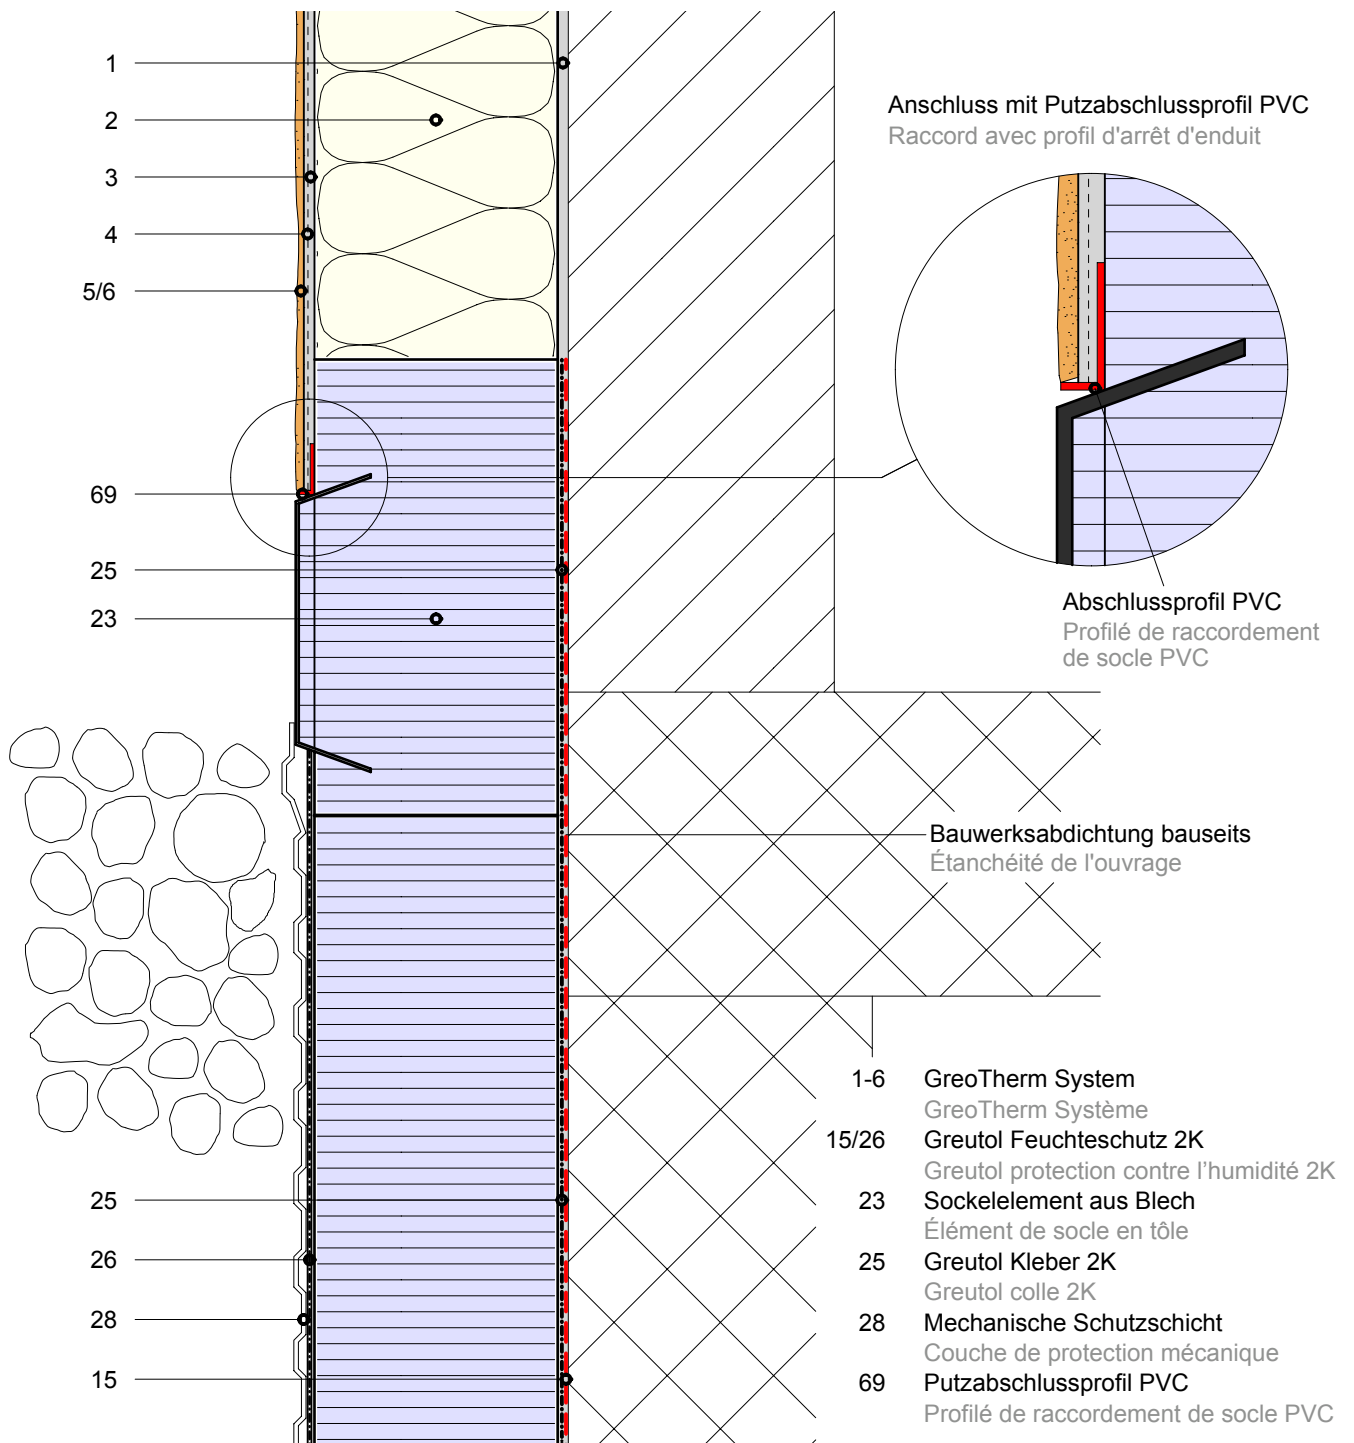 1
2
3
4
5/6
69
25
23
25
26
28
15
Anschluss mit Putzabschlussprofil PVC
Raccord avec profil d'arrêt d'enduit
Abschlussprofil PVC
Profilé de raccordement
de socle PVC
Bauwerksabdichtung bauseits
Étanchéité de l'ouvrage
1-6 GreoTherm System
GreoTherm Système
15/26 Greutol Feuchteschutz 2K
Greutol protection contre l’humidité 2K
23 Sockelelement aus Blech
Élément de socle en tôle
25 Greutol Kleber 2K
Greutol colle 2K
28 Mechanische Schutzschicht
Couche de protection mécanique
69 Putzabschlussprofil PVC
Profilé de raccordement de socle PVC